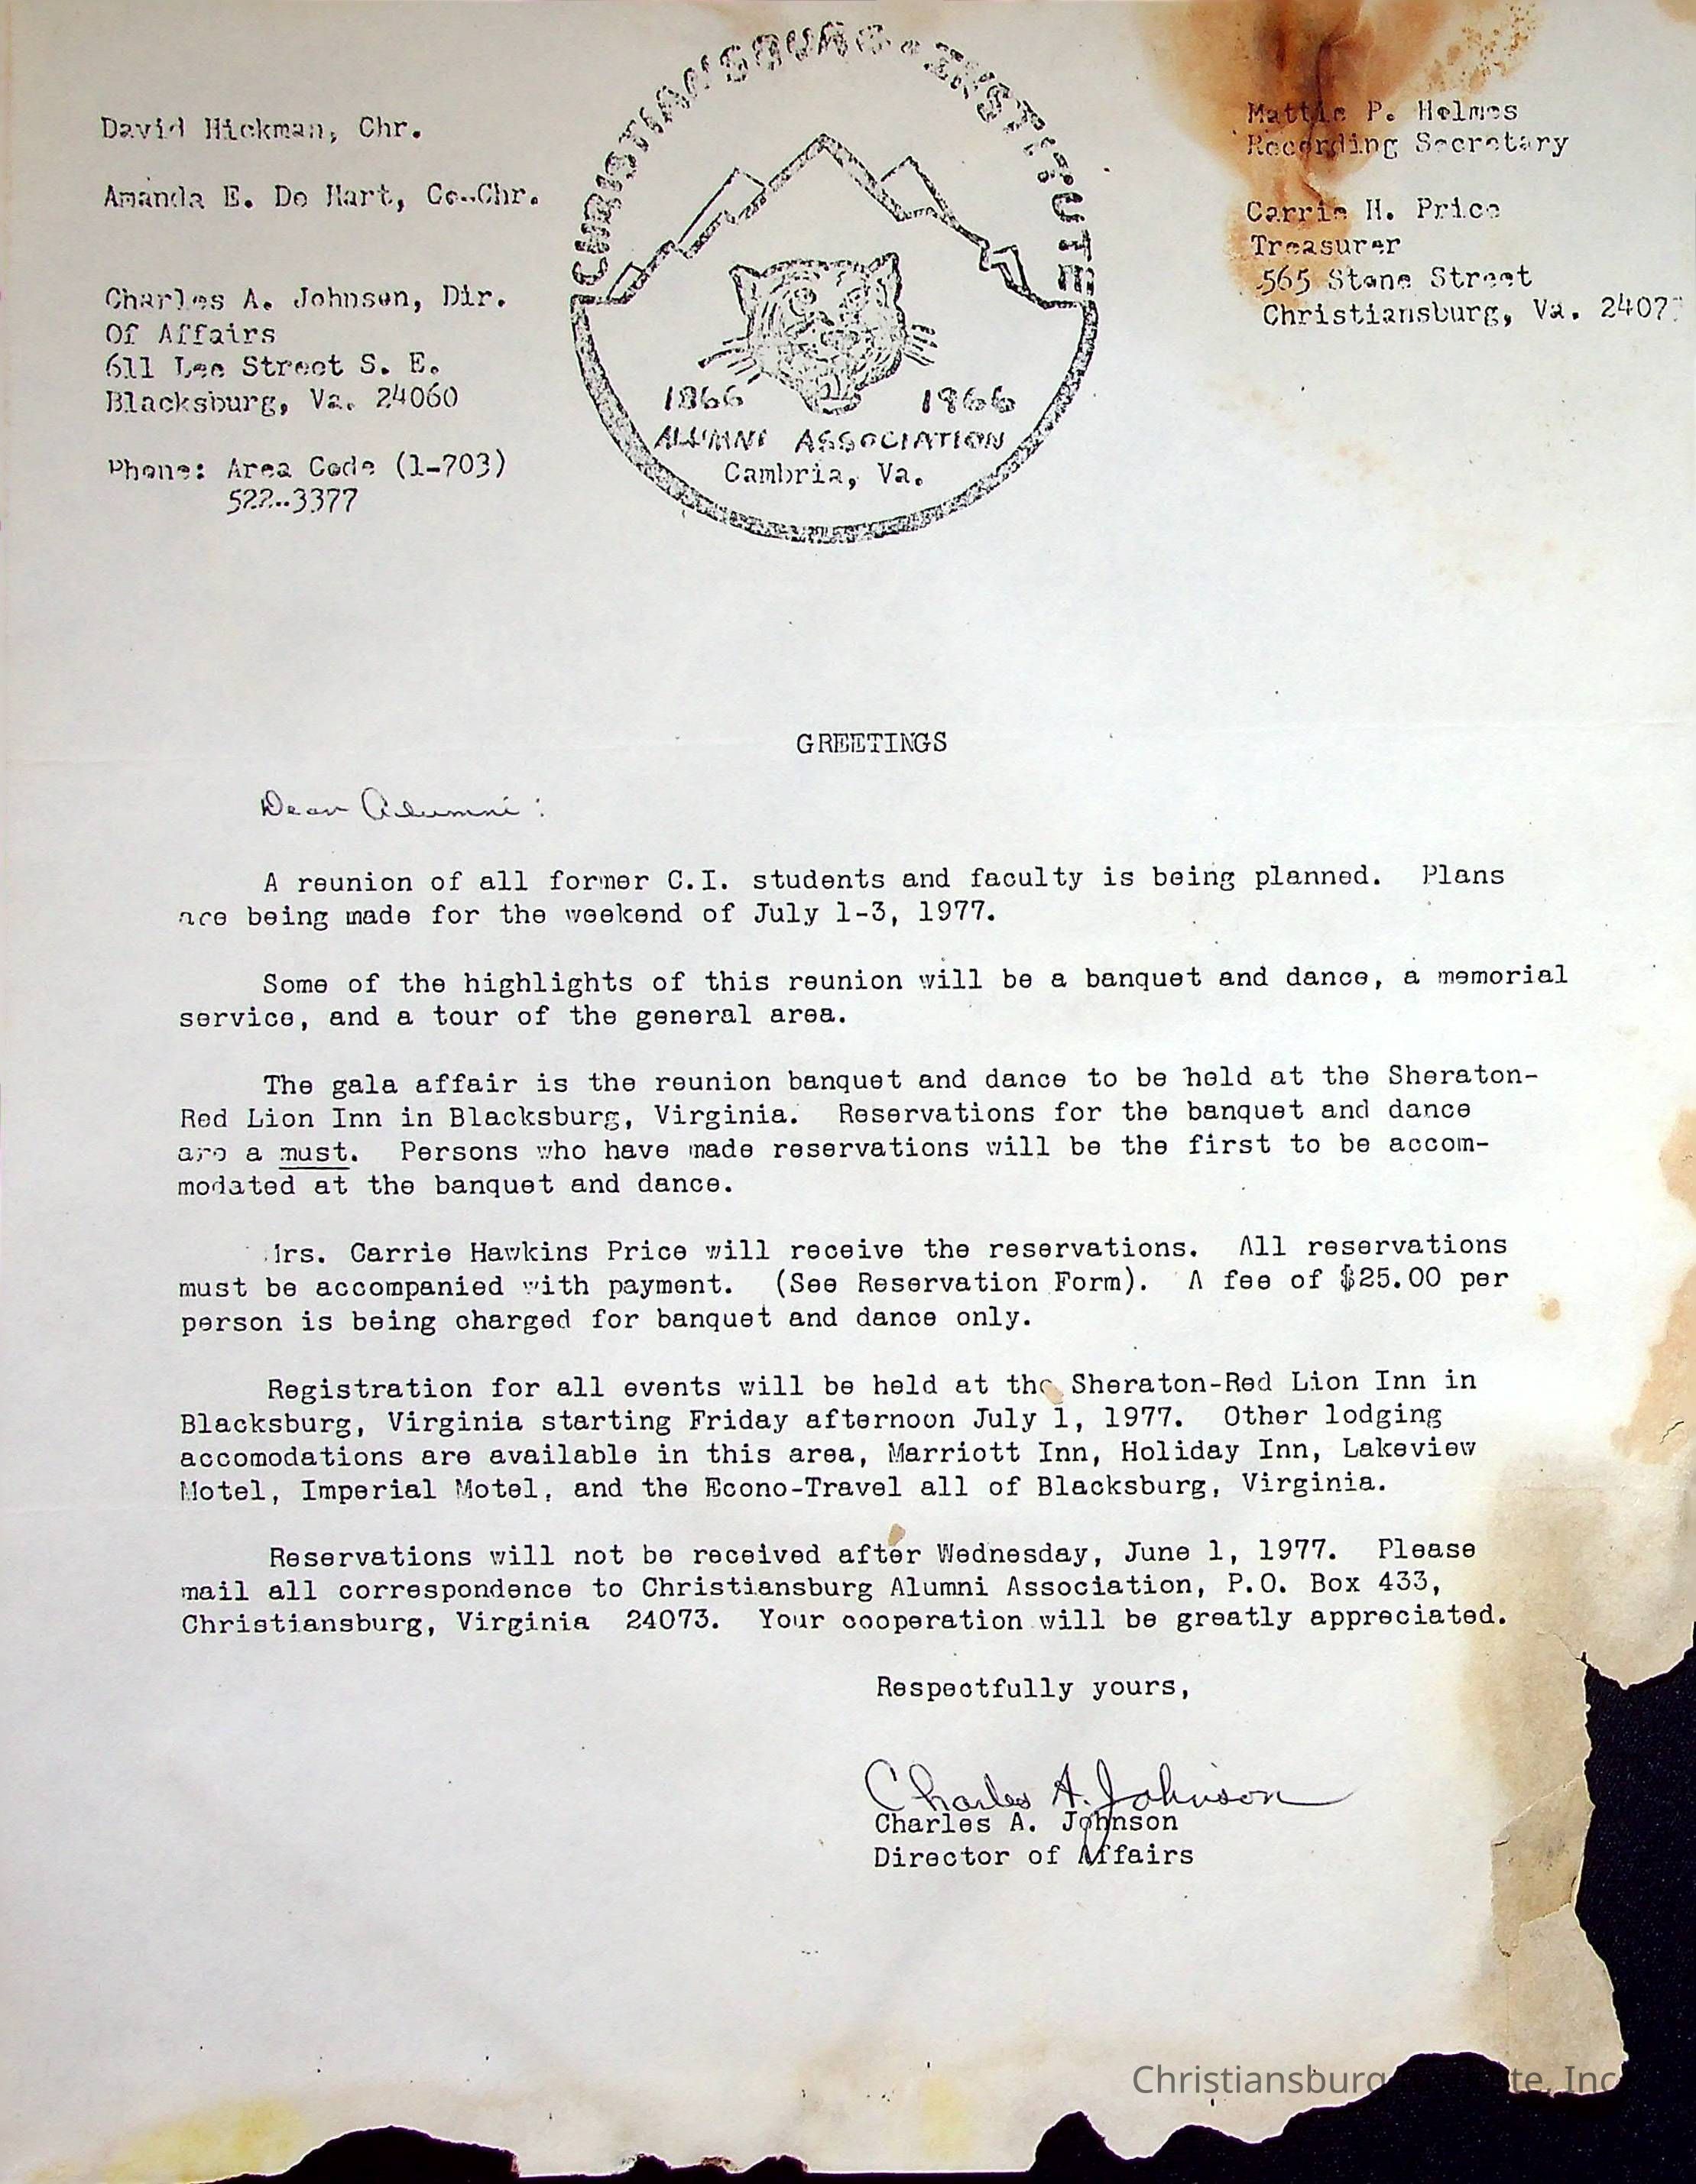 David Hickman, Chr.
Amanda E. De Hart, Co-Chr.
Charles A. Johnson, Dir.
Of Affairs
611 Lee Street S. E.
Blacksburg, Va. 24060
Phone: Area Code (1-703)
522-3377
CHRISTIANSBURG - INSTITUTE
1866 1966
ALUMNI ASSOCIATION
Cambria, Va.
Mattie P. Holmes
Recording Secretary
Carrie H. Price
Treasurer
565 Stone Street
Christiansburg, Va. 2407
GREETINGS
Dear Alumni:
A reunion of all former C.I. students and faculty is being planned. Plans
are being made for the weekend of July 1-3, 1977.
Some of the highlights of this reunion will be a banquet and dance, a memorial
service, and a tour of the general area.
The gala affair is the reunion banquet and dance to be held at the Sheraton-
Red Lion Inn in Blacksburg, Virginia. Reservations for the banquet and dance
are a must. Persons who have made reservations will be the first to be accom-
modated at the banquet and dance.
Mrs. Carrie Hawkins Price will receive the reservations. All reservations
must be accompanied with payment. (See Reservation Form). A fee of $25.00 per
person is being charged for banquet and dance only.
Registration for all events will be held at the Sheraton-Red Lion Inn in
Blacksburg, Virginia starting Friday afternoon July 1, 1977. Other lodging
accomodations are available in this area, Marriott Inn, Holiday Inn, Lakeview
Motel, Imperial Motel, and the Econo-Travel all of Blacksburg, Virginia.
Reservations will not be received after Wednesday, June 1, 1977. Please
mail all correspondence to Christiansburg Alumni Association, P.O. Box 433,
Christiansburg, Virginia 24073. Your cooperation will be greatly appreciated.
Respectfully yours,
Charles A. Johnson
Charles A. Johnson
Director of Affairs
Christiansburg te, Inc